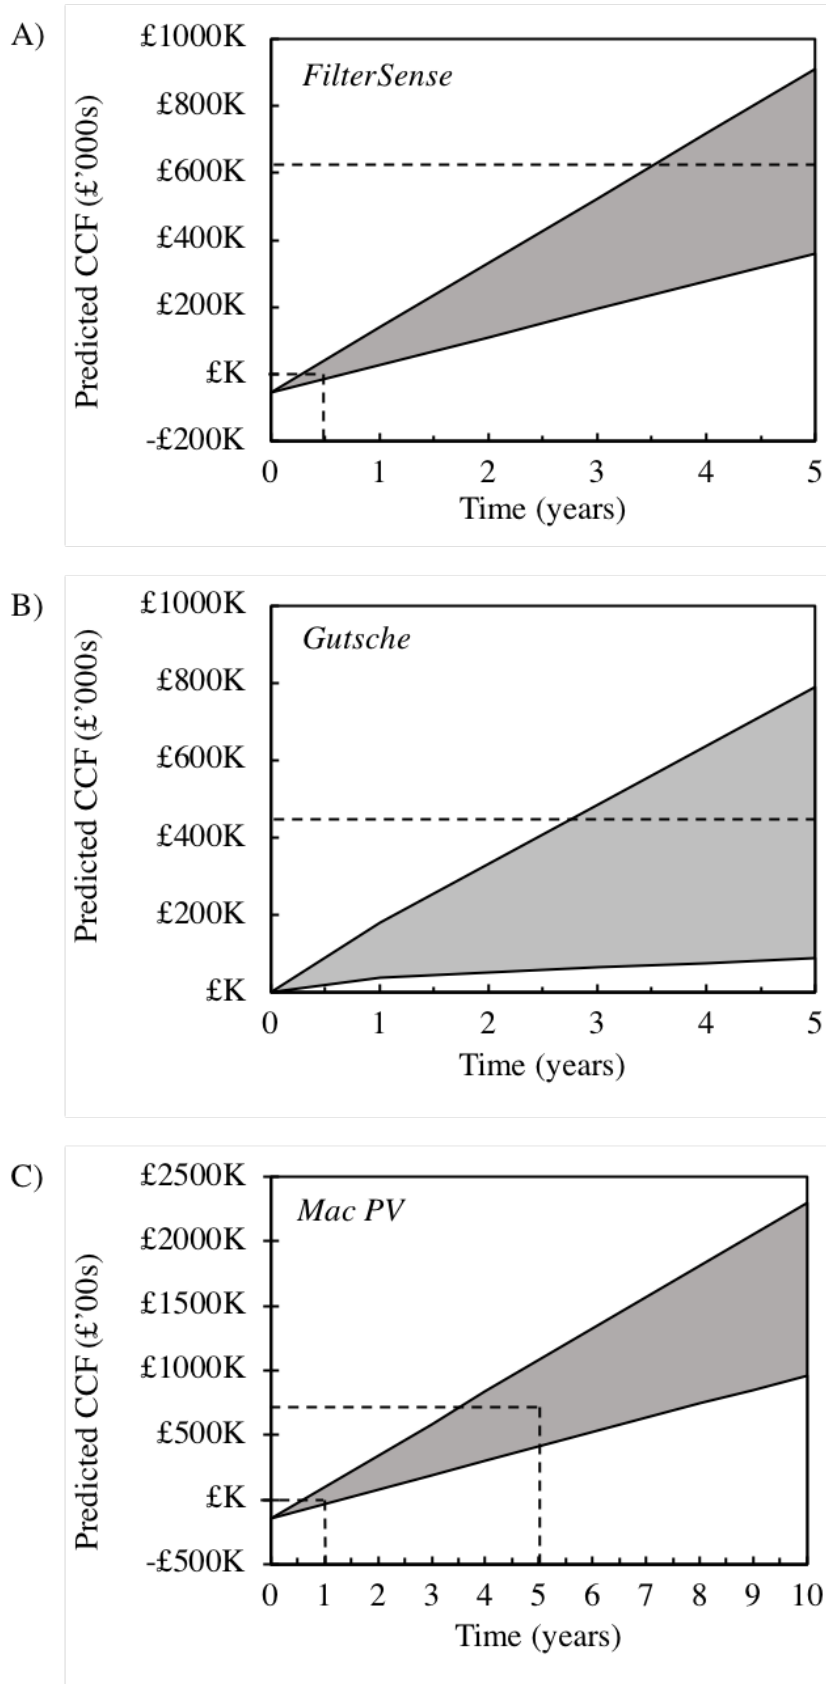 A)
FilterSense
Predicted CCF (£'000s)
£1000K
£800K
£600K
£400K
£200K
£K
-£200K
0 1 2 3 4 5
Time (years)
B)
Gutsche
Predicted CCF (£'000s)
£1000K
£800K
£600K
£400K
£200K
£K
0 1 2 3 4 5
Time (years)
C)
Mac PV
Predicted CCF (£'00s)
£2500K
£2000K
£1500K
£1000K
£500K
£K
-£500K
0 1 2 3 4 5 6 7 8 9 10
Time (years)